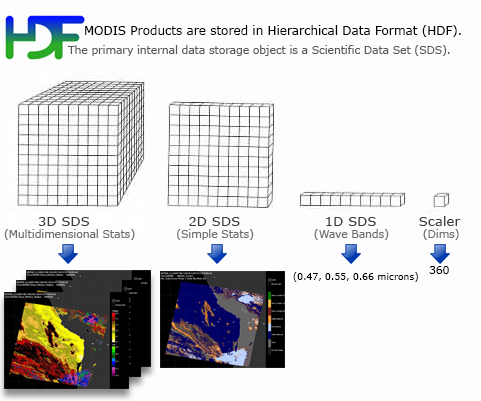 HDF MODIS Products are stored in Hierarchical Data Format (HDF).
The primary internal data storage object is a Scientific Data Set (SDS).
3D SDS
(Multidimensional Stats)
2D SDS
(Simple Stats)
1D SDS
(Wave Bands)
Scaler
(Dims)
(0.47, 0.55, 0.66 microns)
360